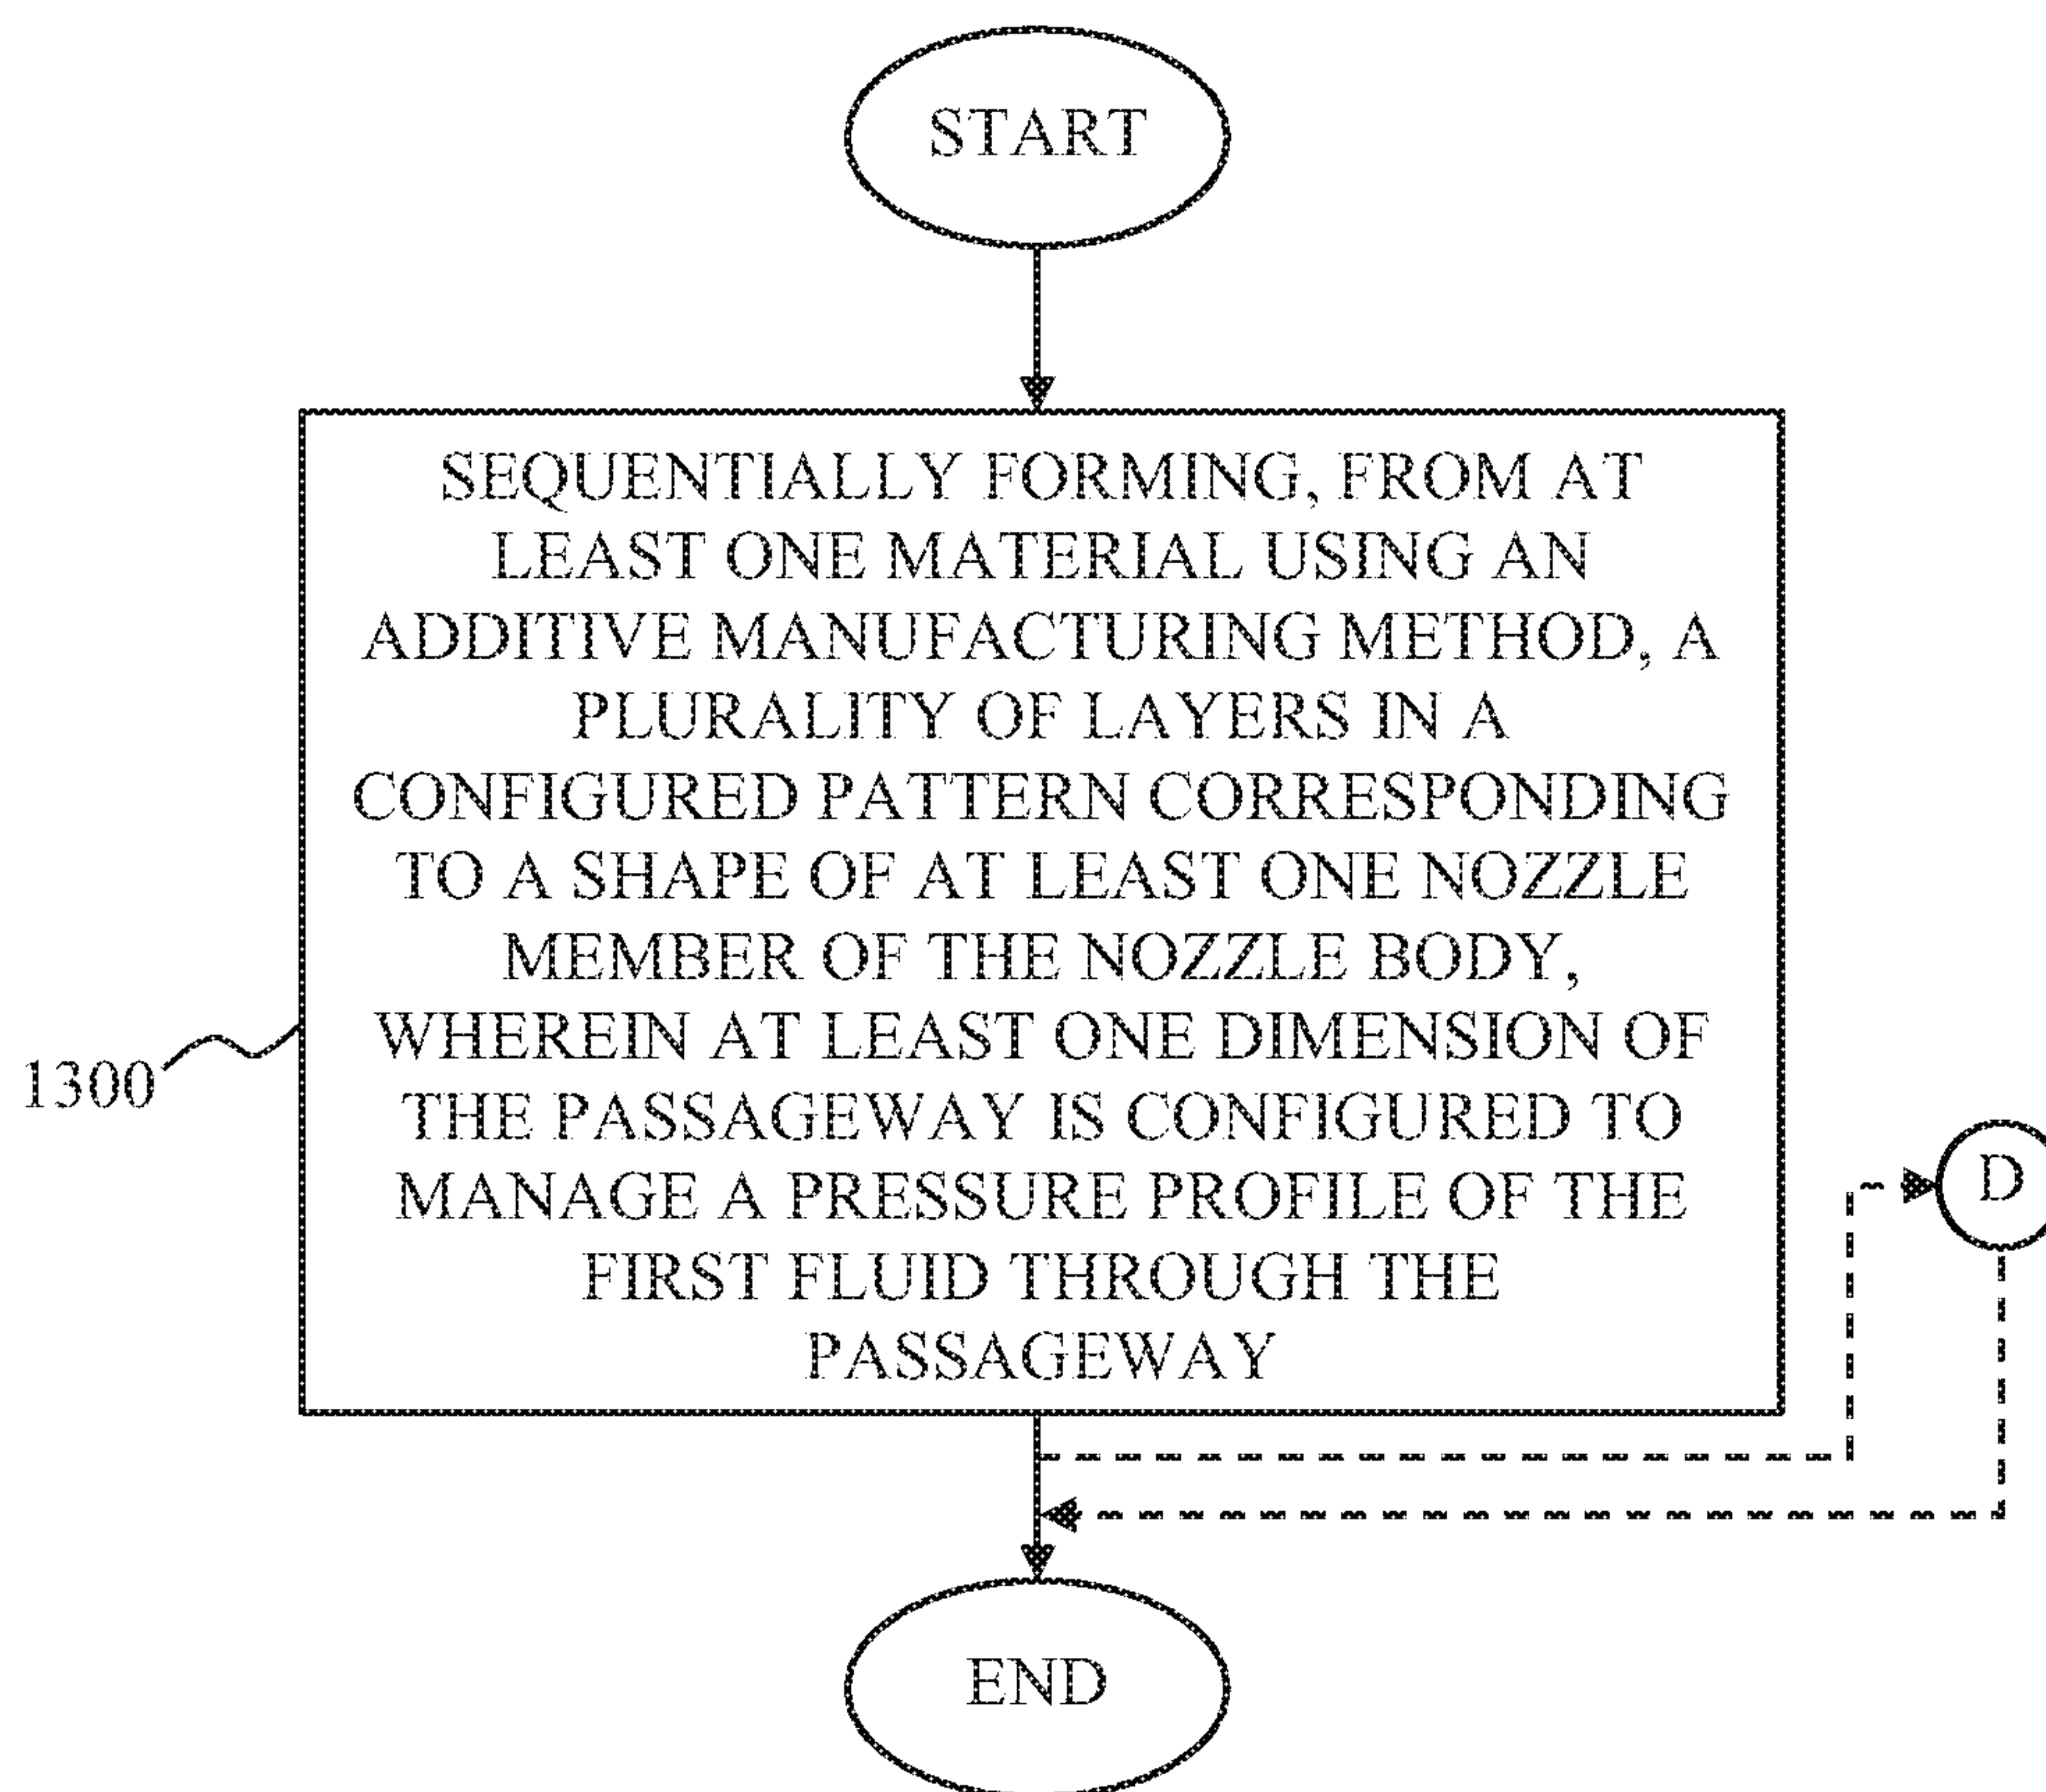 START
SEQUENTIALLY FORMING, FROM AT
LEAST ONE MATERIAL USING AN
ADDITIVE MANUFACTURING METHOD, A
PLURALITY OF LAYERS IN A
CONFIGURED PATTERN CORRESPONDING
TO A SHAPE OF AT LEAST ONE NOZZLE
MEMBER OF THE NOZZLE BODY,
WHEREIN AT LEAST ONE DIMENSION OF
THE PASSAGEWAY IS CONFIGURED TO
MANAGE A PRESSURE PROFILE OF THE
FIRST FLUID THROUGH THE
PASSAGEWAY
1300
D
END